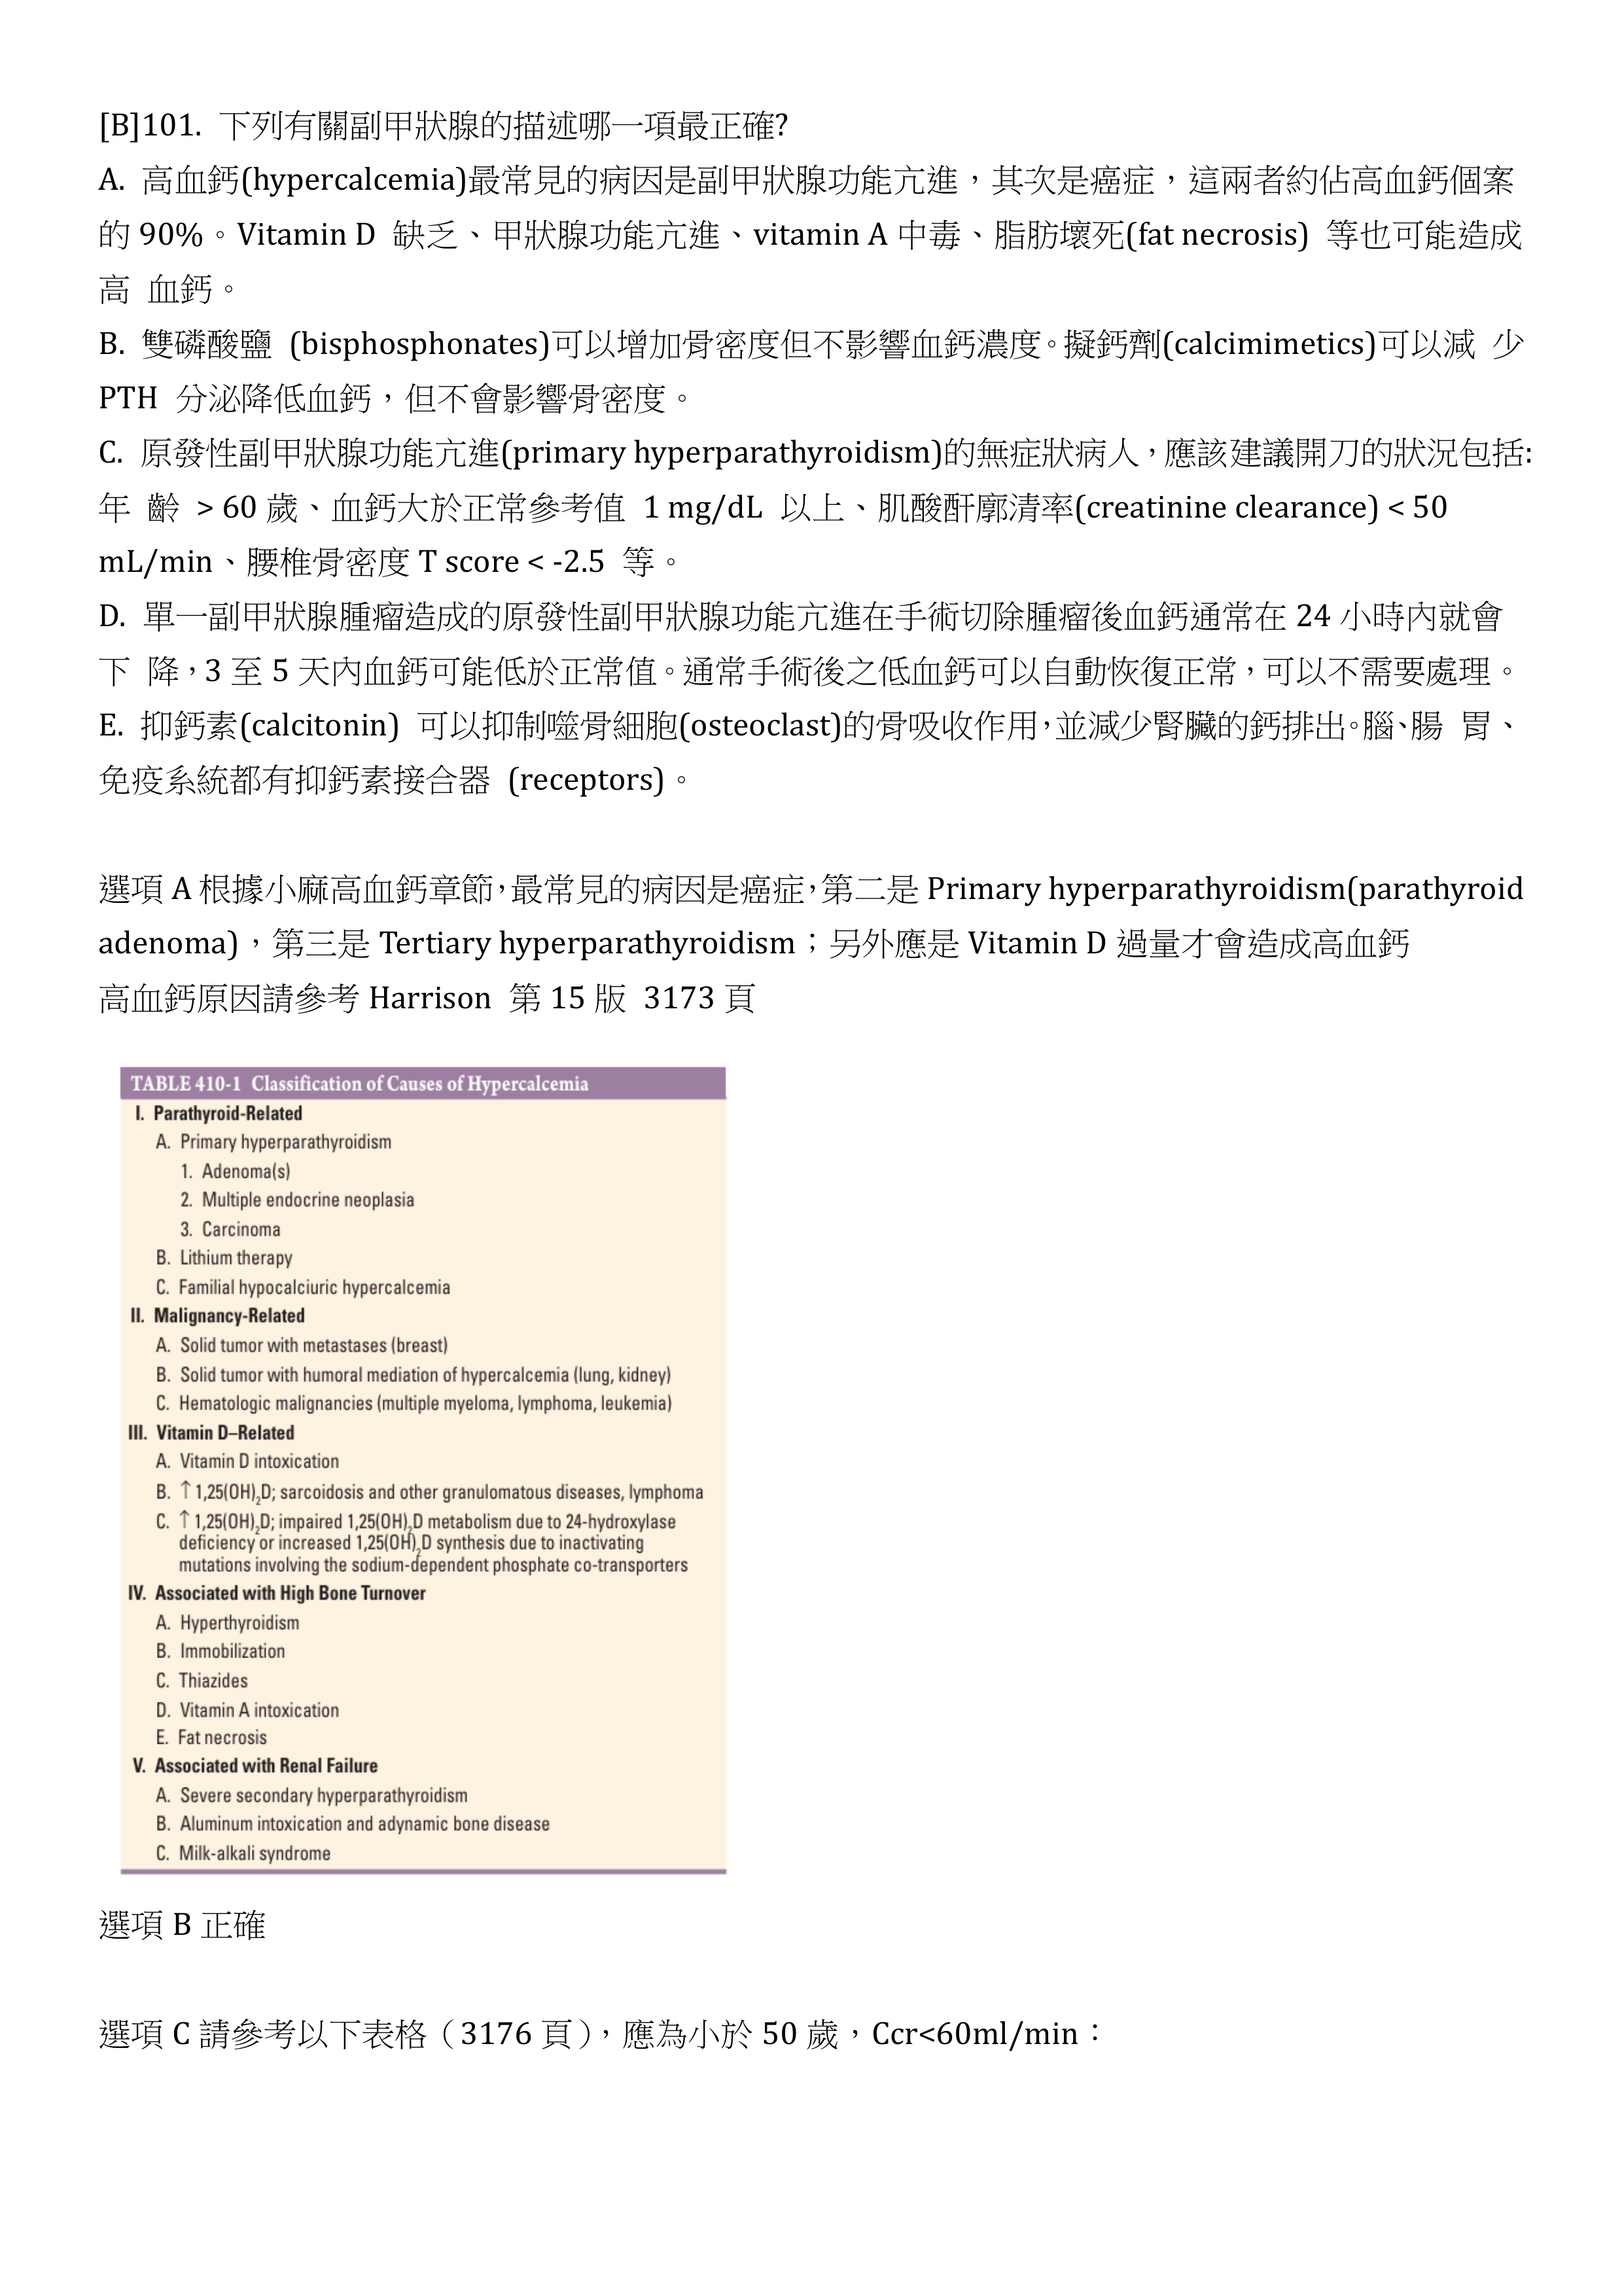 [B]101. 下列有關副甲狀腺的描述哪一項最正確?
A. 高血鈣(hypercalcemia)最常見的病因是副甲狀腺功能亢進，其次是癌症，這兩者約佔高血鈣個案
的 90%。Vitamin D 缺乏、甲狀腺功能亢進、vitamin A 中毒、脂肪壞死(fat necrosis) 等也可能造成
高 血鈣。
B. 雙磷酸鹽 (bisphosphonates)可以增加骨密度但不影響血鈣濃度。擬鈣劑(calcimimetics)可以減 少
PTH 分泌降低血鈣，但不會影響骨密度。
C. 原發性副甲狀腺功能亢進(primary hyperparathyroidism)的無症狀病人，應該建議開刀的狀況包括:
年 齡 > 60 歲、血鈣大於正常參考值 1 mg/dL 以上、肌酸酐廓清率(creatinine clearance) < 50
mL/min、腰椎骨密度 T score < -2.5 等。
D. 單一副甲狀腺腫瘤造成的原發性副甲狀腺功能亢進在手術切除腫瘤後血鈣通常在 24 小時內就會
下 降，3 至 5 天內血鈣可能低於正常值。通常手術後之低血鈣可以自動恢復正常，可以不需要處理。
E. 抑鈣素(calcitonin) 可以抑制噬骨細胞(osteoclast)的骨吸收作用，並減少腎臟的鈣排出。腦、腸 胃、
免疫系統都有抑鈣素接合器 (receptors)。
選項 A 根據小麻高血鈣章節，最常見的病因是癌症，第二是 Primary hyperparathyroidism(parathyroid
adenoma)，第三是 Tertiary hyperparathyroidism；另外應是 Vitamin D 過量才會造成高血鈣
高血鈣原因請參考 Harrison 第 15 版 3173 頁
TABLE 410-1 Classification of Causes of Hypercalcemia
I. Parathyroid-Related
A. Primary hyperparathyroidism
1. Adenoma(s)
2. Multiple endocrine neoplasia
3. Carcinoma
B. Lithium therapy
C. Familial hypocalciuric hypercalcemia
II. Malignancy-Related
A. Solid tumor with metastases (breast)
B. Solid tumor with humoral mediation of hypercalcemia (lung, kidney)
C. Hematologic malignancies (multiple myeloma, lymphoma, leukemia)
III. Vitamin D–Related
A. Vitamin D intoxication
B. ↑ 1,25(OH)₂D; sarcoidosis and other granulomatous diseases, lymphoma
C. ↑ 1,25(OH)₂D; impaired 1,25(OH)₂D metabolism due to 24-hydroxylase
deficiency or increased 1,25(OH)₂D synthesis due to inactivating
mutations involving the sodium-dependent phosphate co-transporters
IV. Associated with High Bone Turnover
A. Hyperthyroidism
B. Immobilization
C. Thiazides
D. Vitamin A intoxication
E. Fat necrosis
V. Associated with Renal Failure
A. Severe secondary hyperparathyroidism
B. Aluminum intoxication and adynamic bone disease
C. Milk-alkali syndrome
選項 B 正確
選項 C 請參考以下表格（3176 頁），應為小於 50 歲，Ccr<60ml/min：